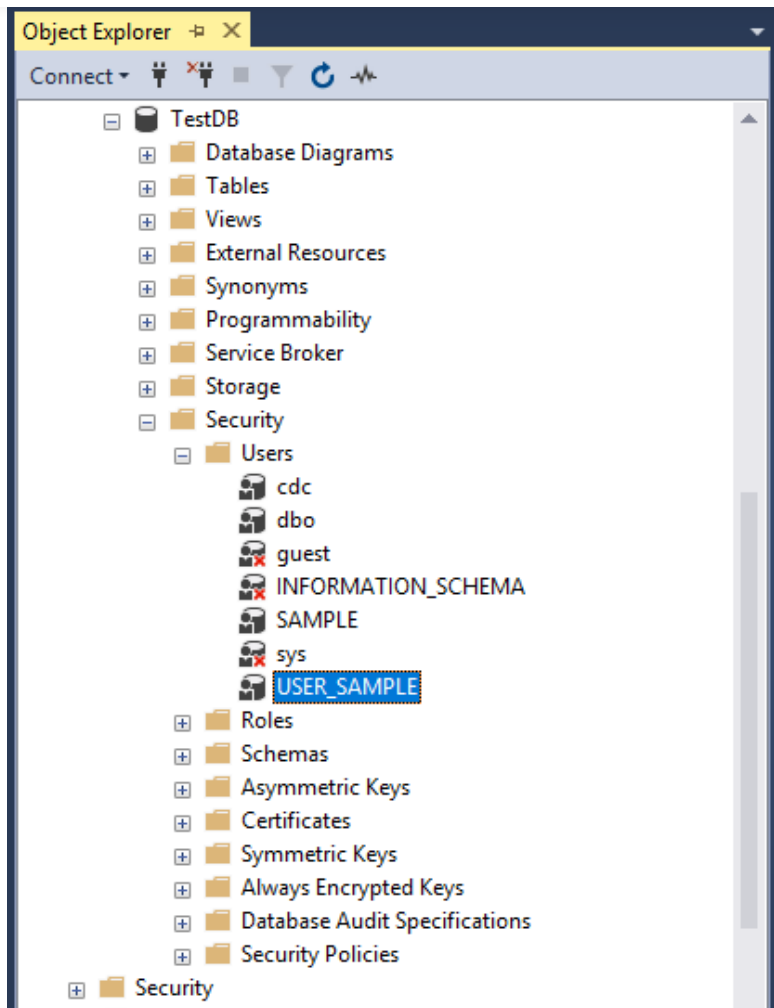 Object Explorer
Connect
TestDB
Database Diagrams
Tables
Views
External Resources
Synonyms
Programmability
Service Broker
Storage
Security
Users
cdc
dbo
guest
INFORMATION_SCHEMA
SAMPLE
sys
USER_SAMPLE
Roles
Schemas
Asymmetric Keys
Certificates
Symmetric Keys
Always Encrypted Keys
Database Audit Specifications
Security Policies
Security